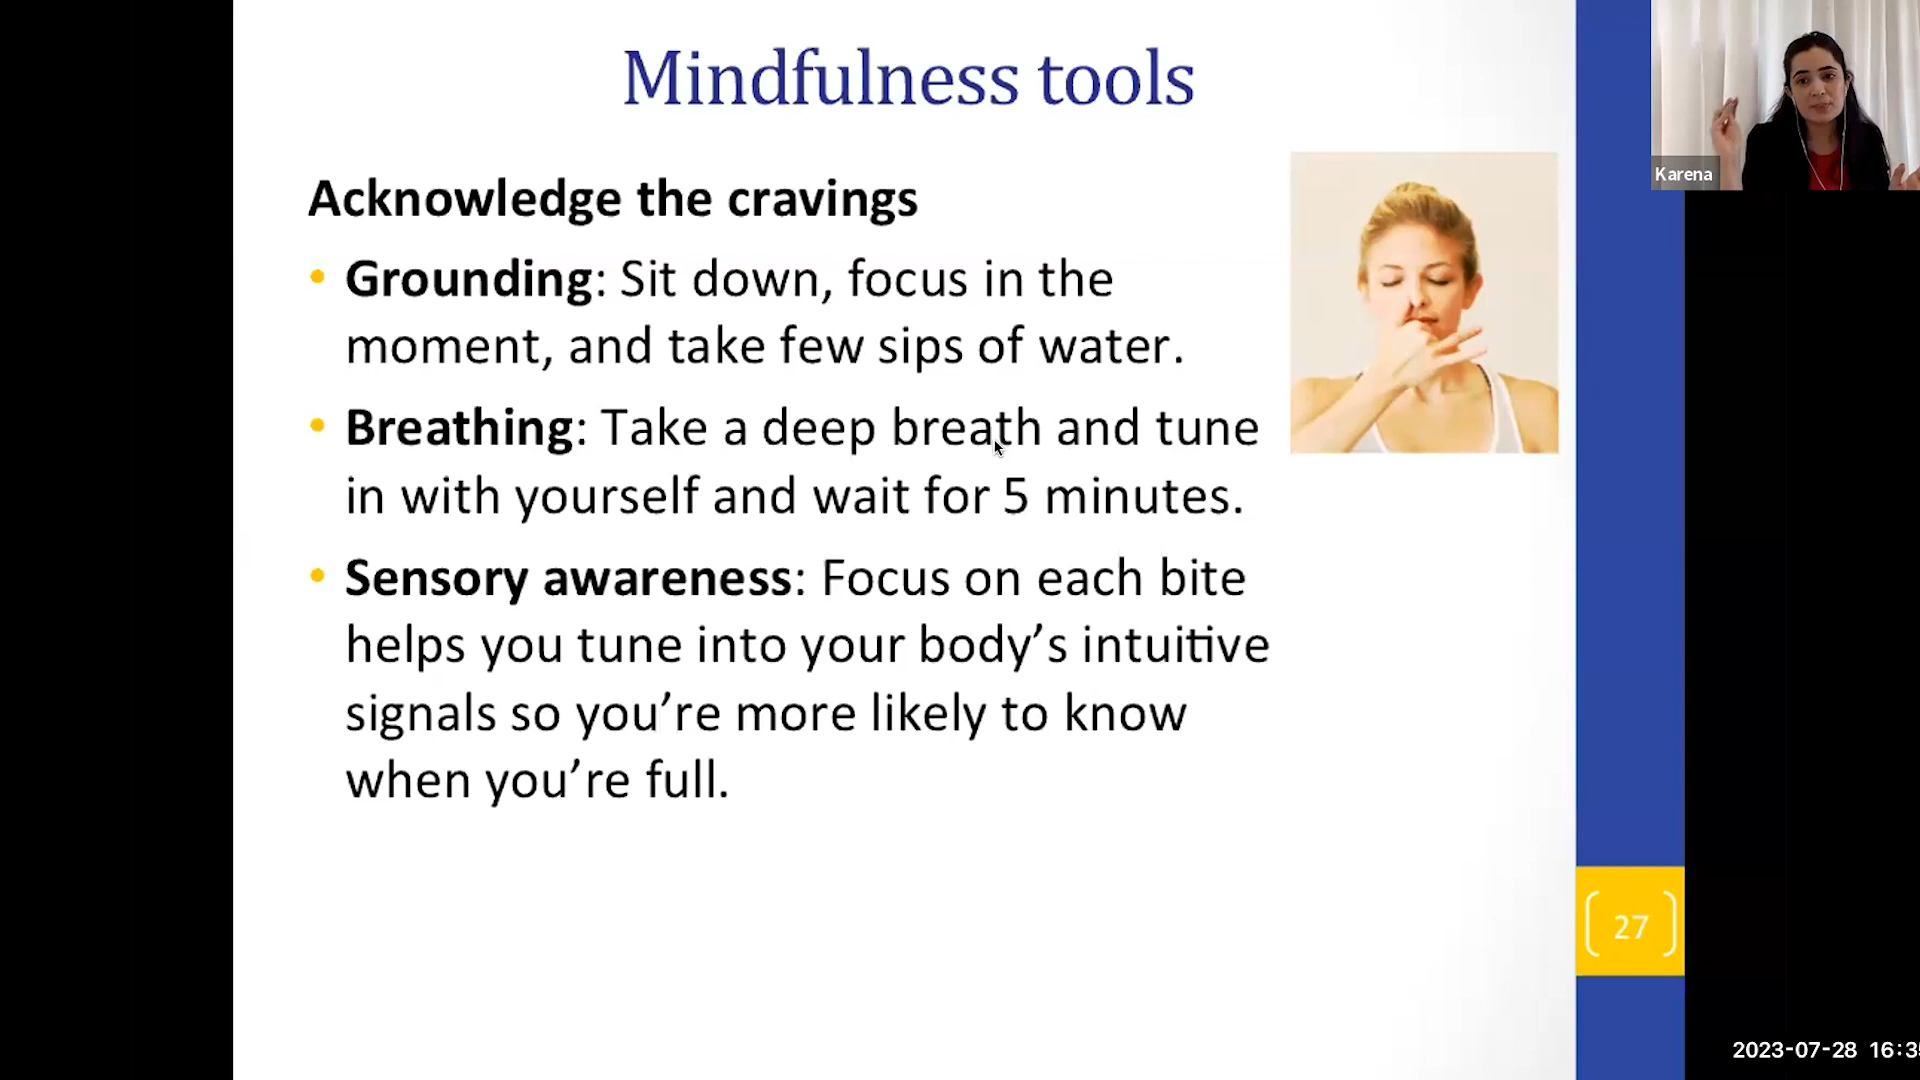 Mindfulness tools
Karena
Acknowledge the cravings
• Grounding: Sit down, focus in the
moment, and take few sips of water.
• Breathing: Take a deep breath and tune
in with yourself and wait for 5 minutes.
• Sensory awareness: Focus on each bite
helps you tune into your body’s intuitive
signals so you’re more likely to know
when you’re full.
27
2023-07-28